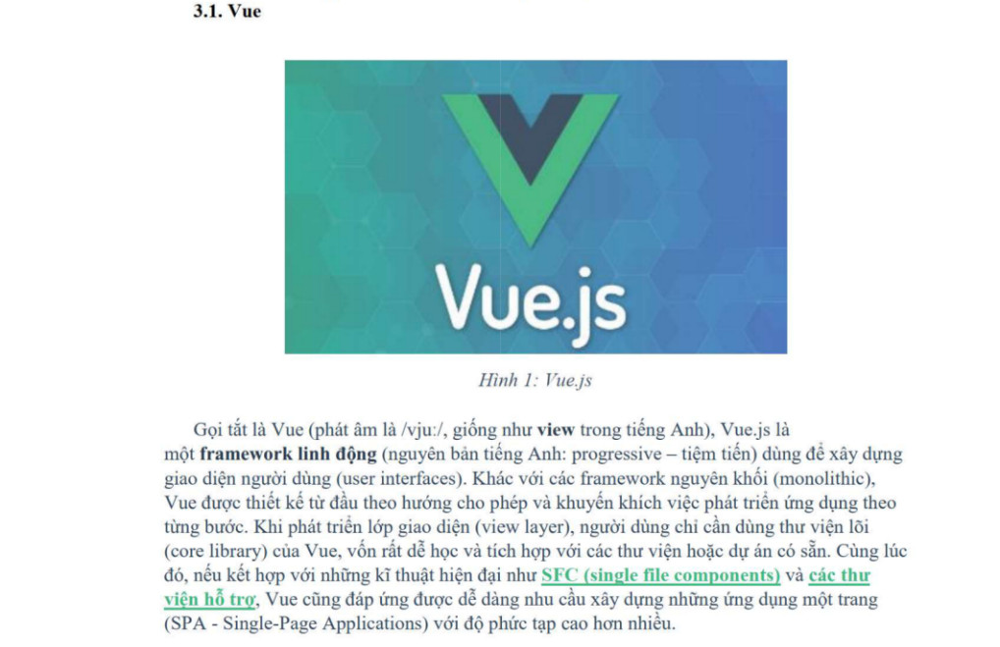 3.1. Vue
Vue.js
Hình 1: Vue.js
Gọi tắt là Vue (phát âm là /vjuː/, giống như view trong tiếng Anh), Vue.js là
một framework linh động (nguyên bản tiếng Anh: progressive – tiệm tiến) dùng để xây dựng
giao diện người dùng (user interfaces). Khác với các framework nguyên khối (monolithic),
Vue được thiết kế từ đầu theo hướng cho phép và khuyến khích việc phát triển ứng dụng theo
từng bước. Khi phát triển lớp giao diện (view layer), người dùng chỉ cần dùng thư viện lõi
(core library) của Vue, vốn rất dễ học và tích hợp với các thư viện hoặc dự án có sẵn. Cùng lúc
đó, nếu kết hợp với những kĩ thuật hiện đại như SFC (single file components) và các thư
viện hỗ trợ, Vue cũng đáp ứng được dễ dàng nhu cầu xây dựng những ứng dụng một trang
(SPA - Single-Page Applications) với độ phức tạp cao hơn nhiều.